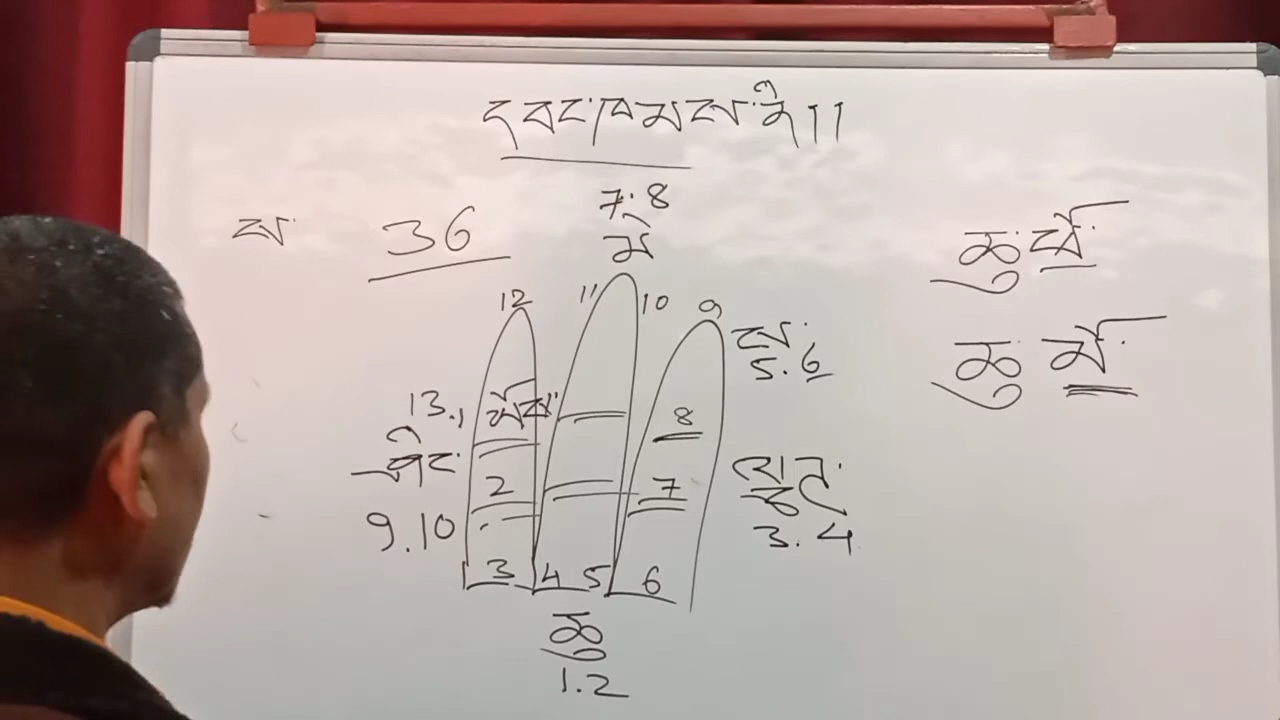 དབང་ཁམས་ནི།།
7.8
ས་ 36 མེ
12 11 10 9
ས་
5.6
13.1 8
ཤིང་
2 7
9.10 3.4
3 4 5 6
ཆུ
1.2
ཆུ་
ཆུ་མོ་